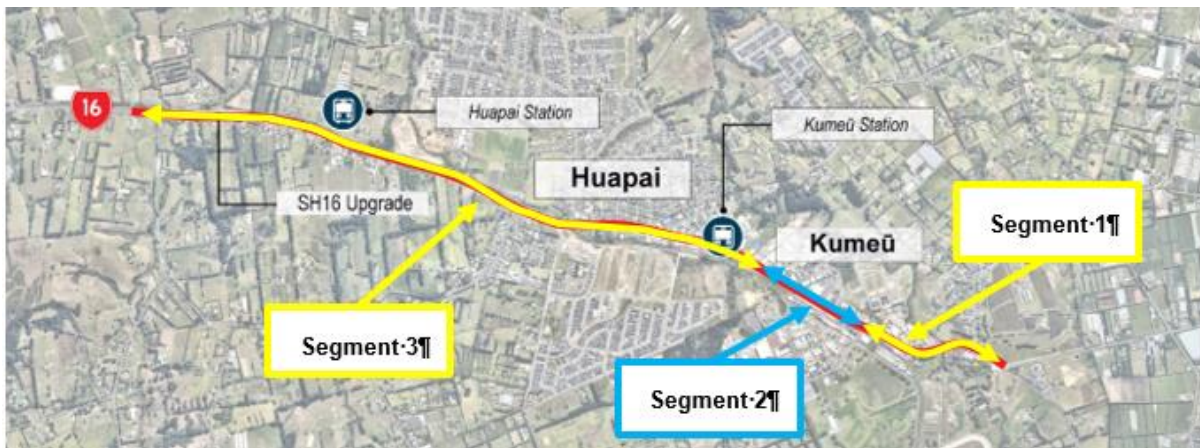 16
Huapai Station
Kumeū Station
Huapai
SH16 Upgrade
Segment·1¶
Kumeū
Segment·3¶
Segment·2¶